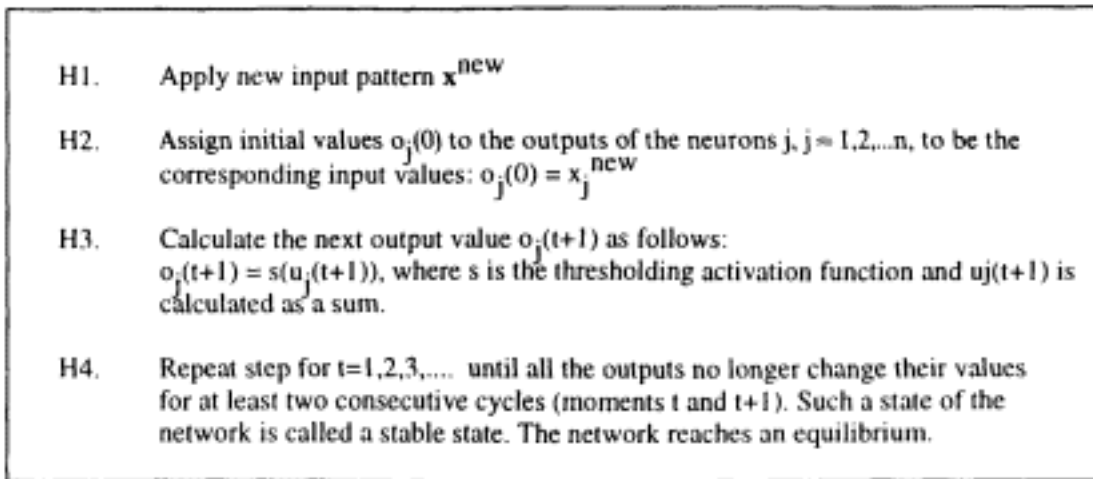 H1. Apply new input pattern x^new
H2. Assign initial values o_j(0) to the outputs of the neurons j, j = 1,2,...n, to be the
corresponding input values: o_j(0) = x_j^new
H3. Calculate the next output value o_j(t+1) as follows:
o_j(t+1) = s(u_j(t+1)), where s is the thresholding activation function and uj(t+1) is
calculated as a sum.
H4. Repeat step for t=1,2,3,.... until all the outputs no longer change their values
for at least two consecutive cycles (moments t and t+1). Such a state of the
network is called a stable state. The network reaches an equilibrium.